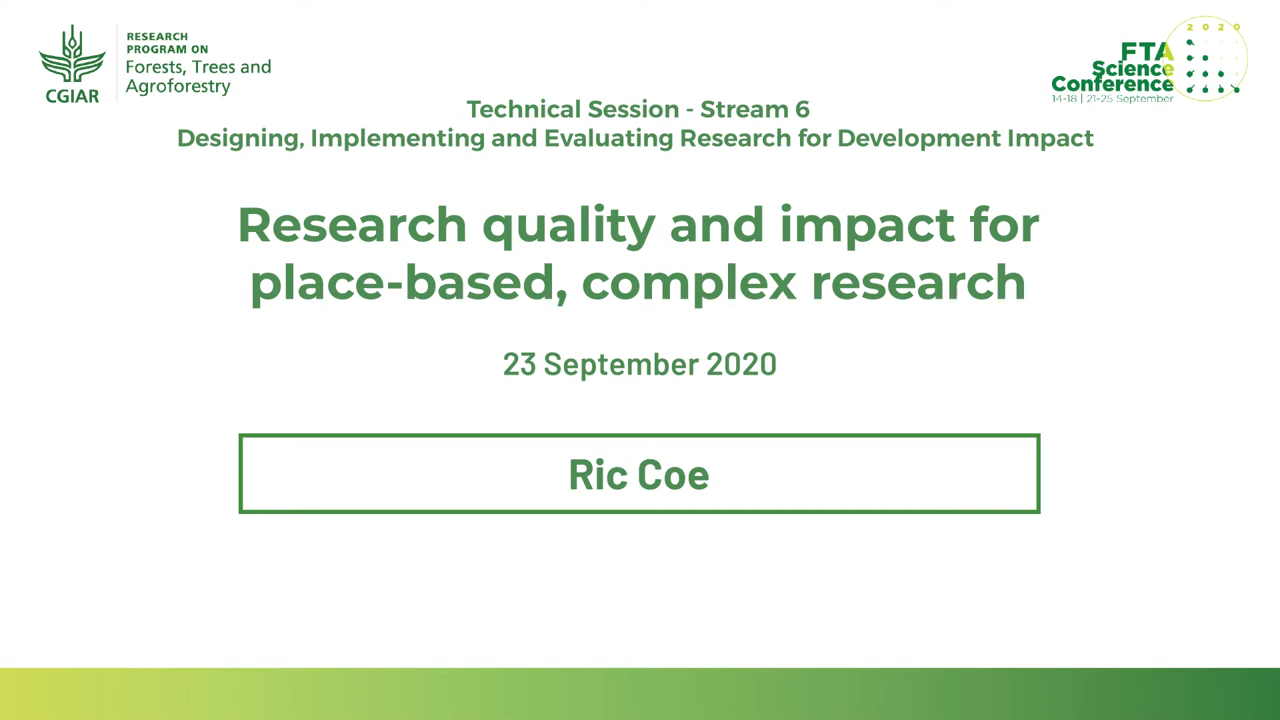 RESEARCH
PROGRAM ON
Forests, Trees and
Agroforestry
CGIAR
2020
FTA
Science
Conference
14-18 | 21-25 September
Technical Session - Stream 6
Designing, Implementing and Evaluating Research for Development Impact
Research quality and impact for
place-based, complex research
23 September 2020
Ric Coe